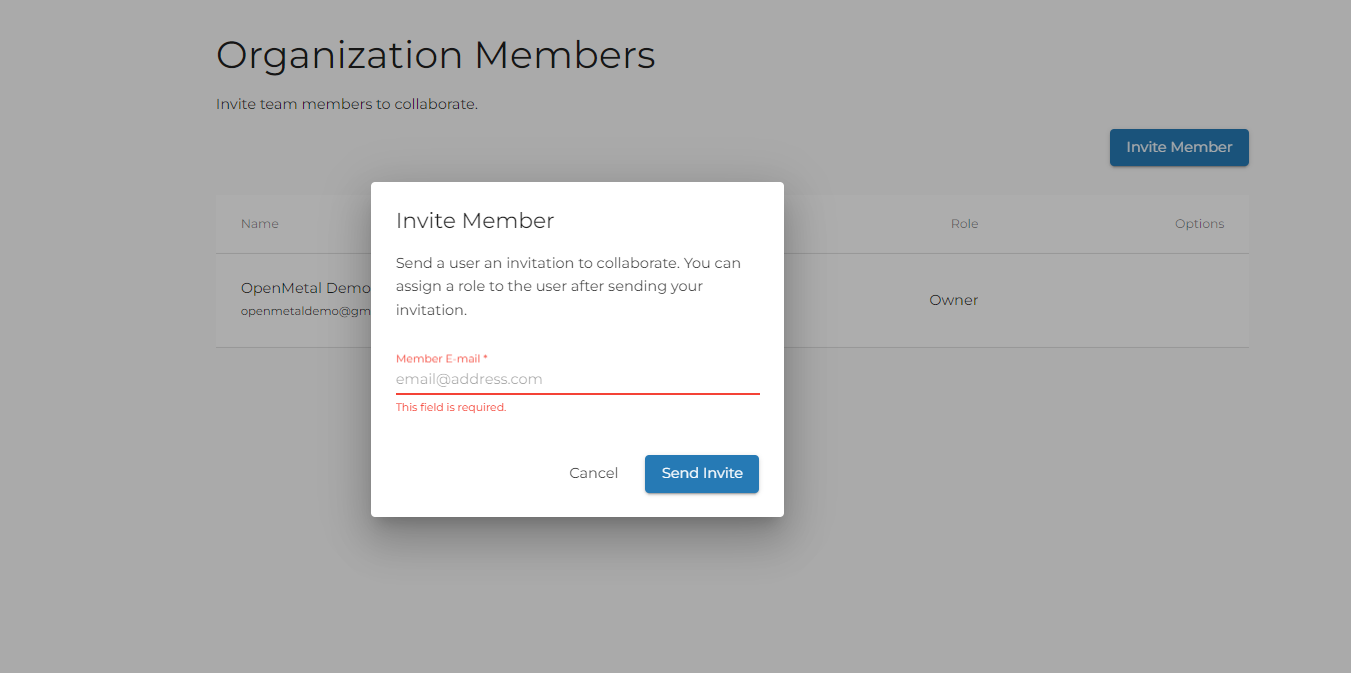 Organization Members
Invite team members to collaborate.
Invite Member
Name
Role
Options
OpenMetal Demo
openmetaldemo@gm
Owner
Invite Member
Send a user an invitation to collaborate. You can
assign a role to the user after sending your
invitation.
Member E-mail *
email@address.com
This field is required.
Cancel
Send Invite